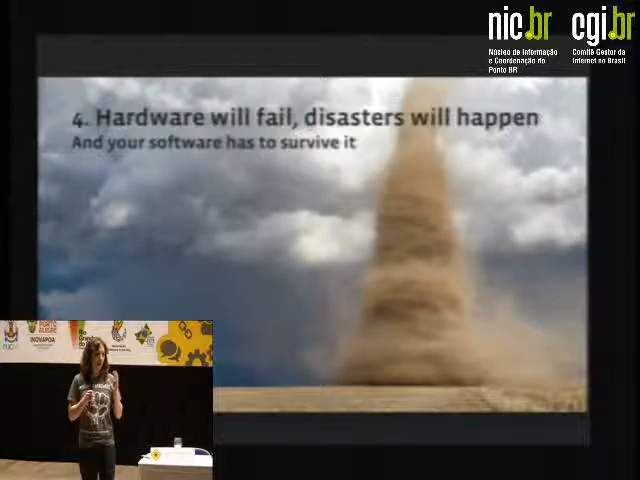 nic.br cgi.br
Núcleo de Informação
e Coordenação do
Ponto BR
Comitê Gestor da
Internet no Brasil
4. Hardware will fail, disasters will happen
And your software has to survive it
INOVAPOA